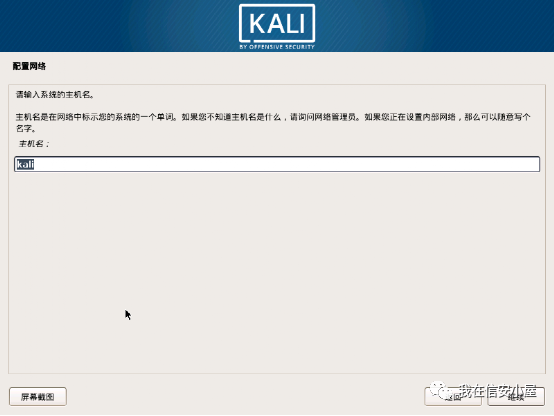 KALI
BY OFFENSIVE SECURITY
配置网络
请输入系统的主机名。
主机名是在网络中标示您的系统的一个单词。如果您不知道主机名是什么，请询问网络管理员。如果您正在设置内部网络，那么可以随意写个
名字。
主机名：
kali
屏幕截图
返回
继续
我在信安小屋